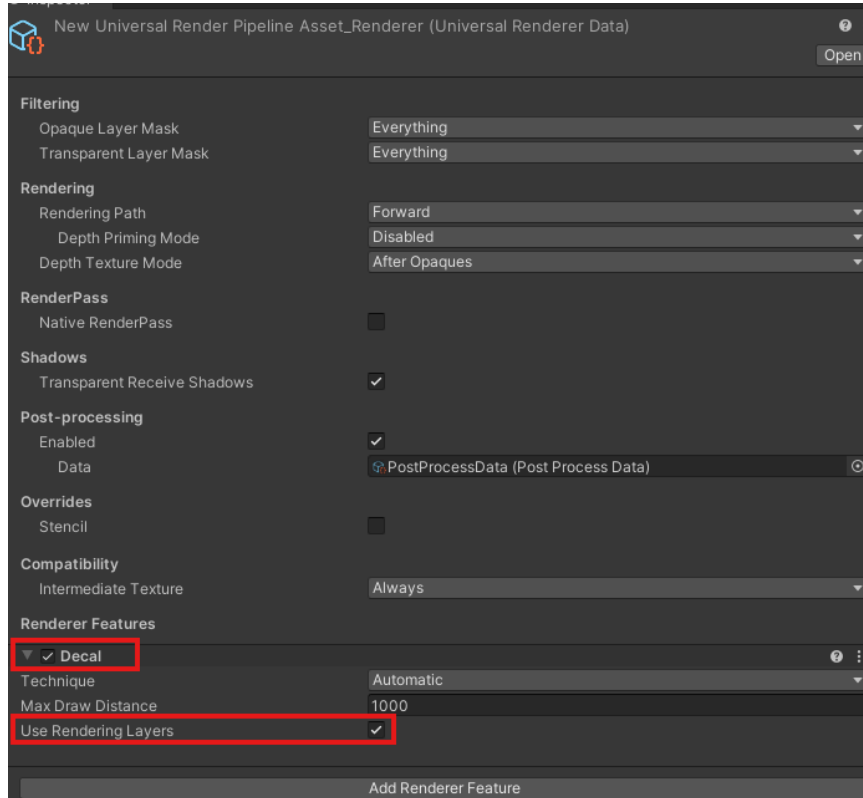 New Universal Render Pipeline Asset_Renderer (Universal Renderer Data)
Open
Filtering
Opaque Layer Mask Everything
Transparent Layer Mask Everything
Rendering
Rendering Path Forward
Depth Priming Mode Disabled
Depth Texture Mode After Opaques
RenderPass
Native RenderPass
Shadows
Transparent Receive Shadows
Post-processing
Enabled
Data PostProcessData (Post Process Data)
Overrides
Stencil
Compatibility
Intermediate Texture Always
Renderer Features
Decal
Technique Automatic
Max Draw Distance 1000
Use Rendering Layers
Add Renderer Feature